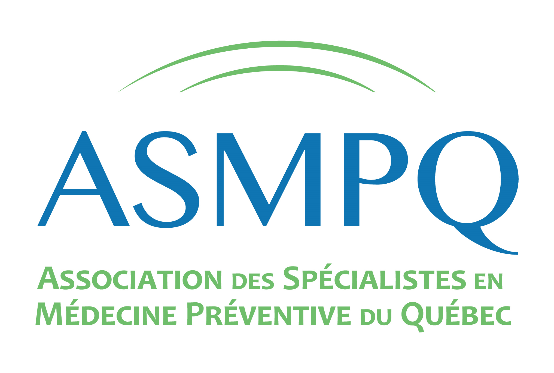 ASMPQ
ASSOCIATION DES SPÉCIALISTES EN
MÉDECINE PRÉVENTIVE DU QUÉBEC